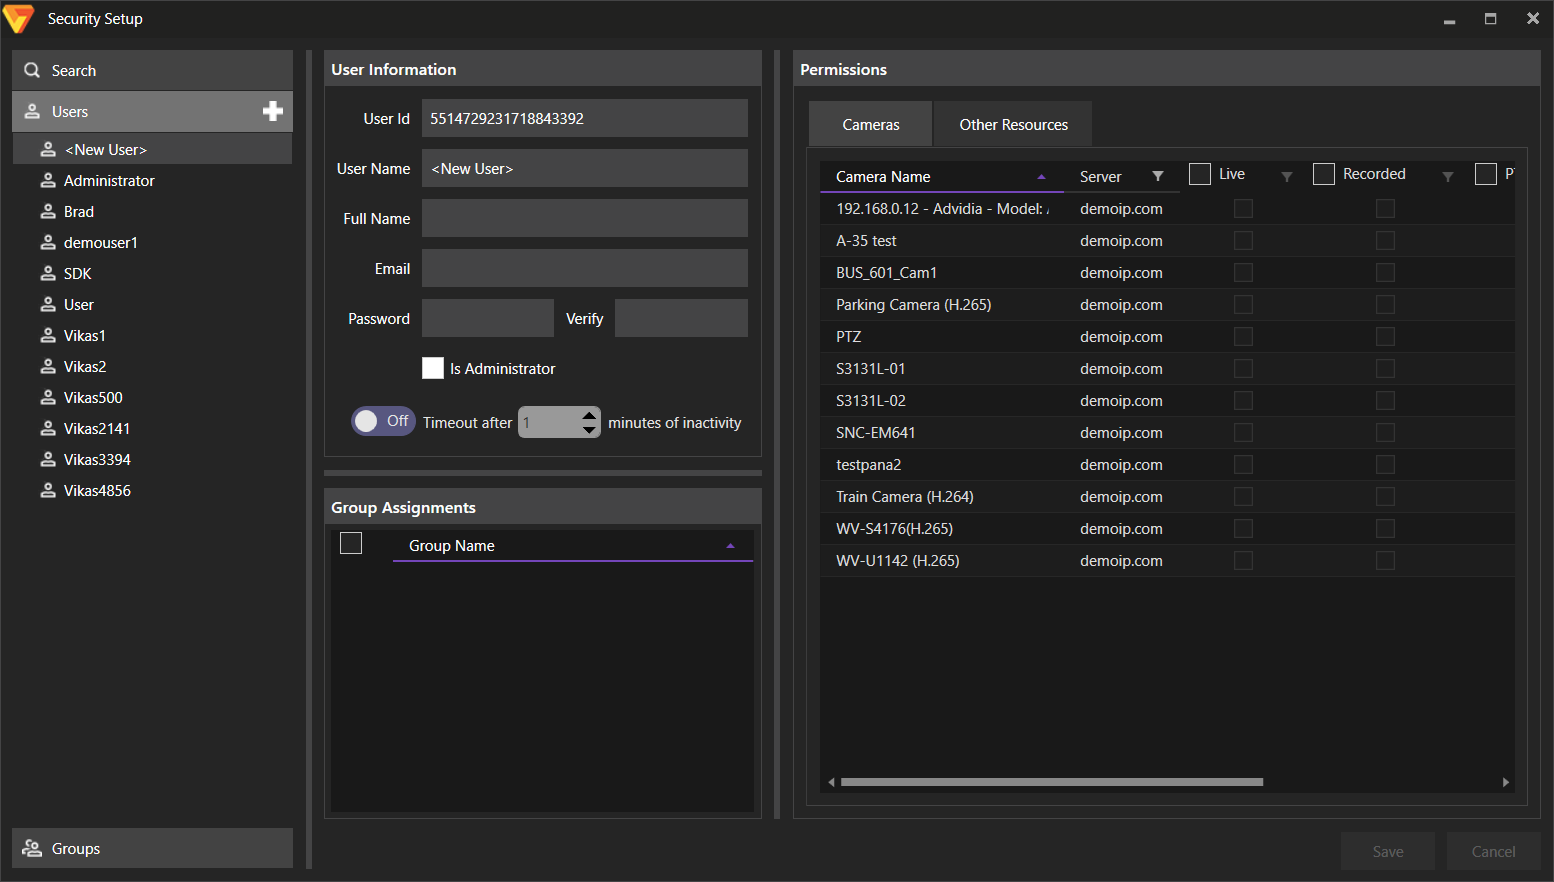 Security Setup
Search
Users
<New User>
Administrator
Brad
demouser1
SDK
User
Vikas1
Vikas2
Vikas500
Vikas2141
Vikas3394
Vikas4856
Groups
User Information
User Id 5514729231718843392
User Name <New User>
Full Name
Email
Password Verify
Is Administrator
Off Timeout after 1 minutes of inactivity
Group Assignments
Group Name
Permissions
Cameras Other Resources
Camera Name Server Live Recorded
192.168.0.12 - Advidia - Model: demoip.com
A-35 test demoip.com
BUS_601_Cam1 demoip.com
Parking Camera (H.265) demoip.com
PTZ demoip.com
S3131L-01 demoip.com
S3131L-02 demoip.com
SNC-EM641 demoip.com
testpana2 demoip.com
Train Camera (H.264) demoip.com
WV-S4176(H.265) demoip.com
WV-U1142 (H.265) demoip.com
Save Cancel